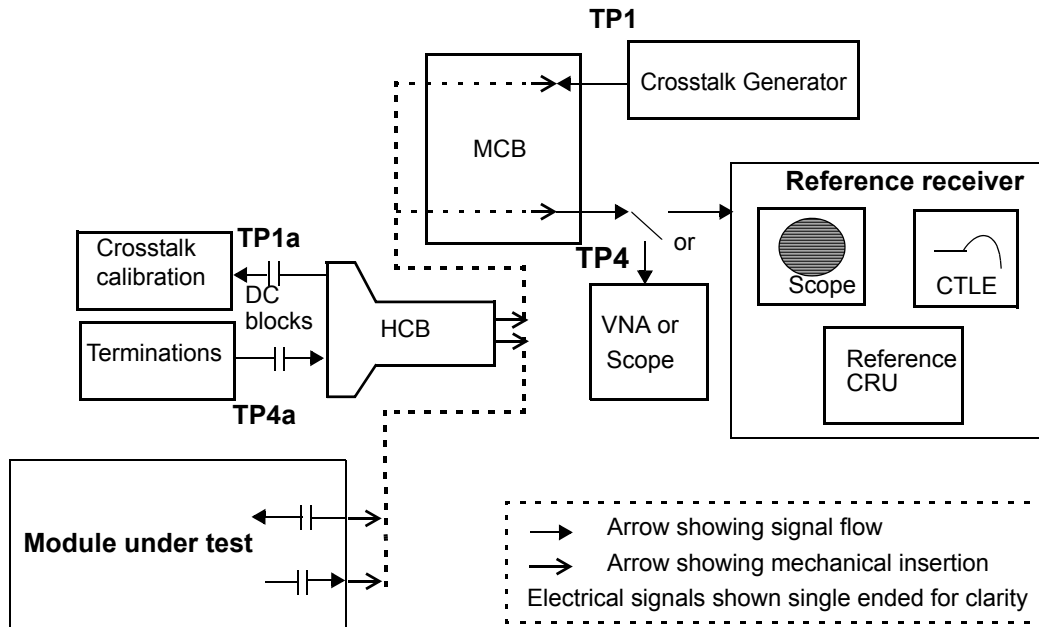 TP1
Crosstalk Generator
MCB
Reference receiver
Scope
CTLE
Reference
CRU
or
TP4
VNA or
Scope
TP1a
Crosstalk
calibration
DC
blocks
HCB
Terminations
TP4a
Module under test
Arrow showing signal flow
Arrow showing mechanical insertion
Electrical signals shown single ended for clarity